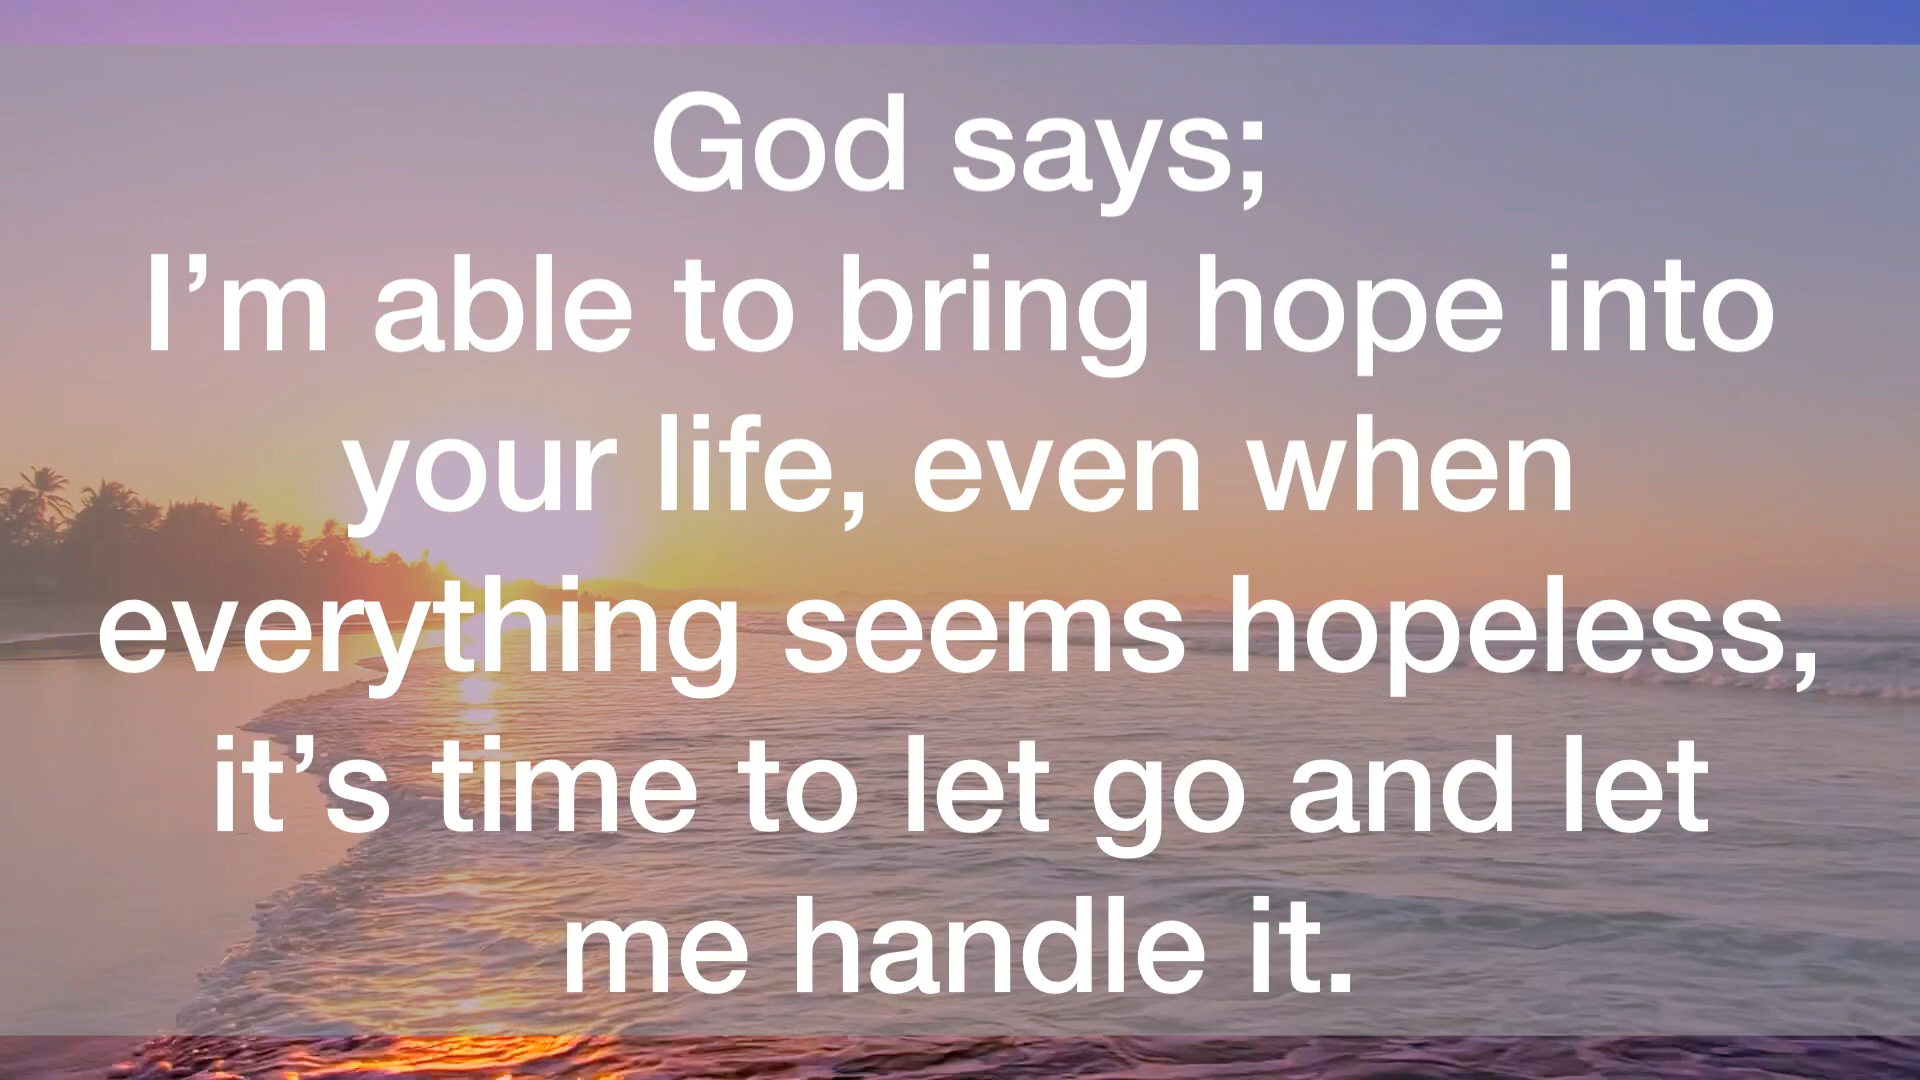 God says;
I’m able to bring hope into
your life, even when
everything seems hopeless,
it’s time to let go and let
me handle it.